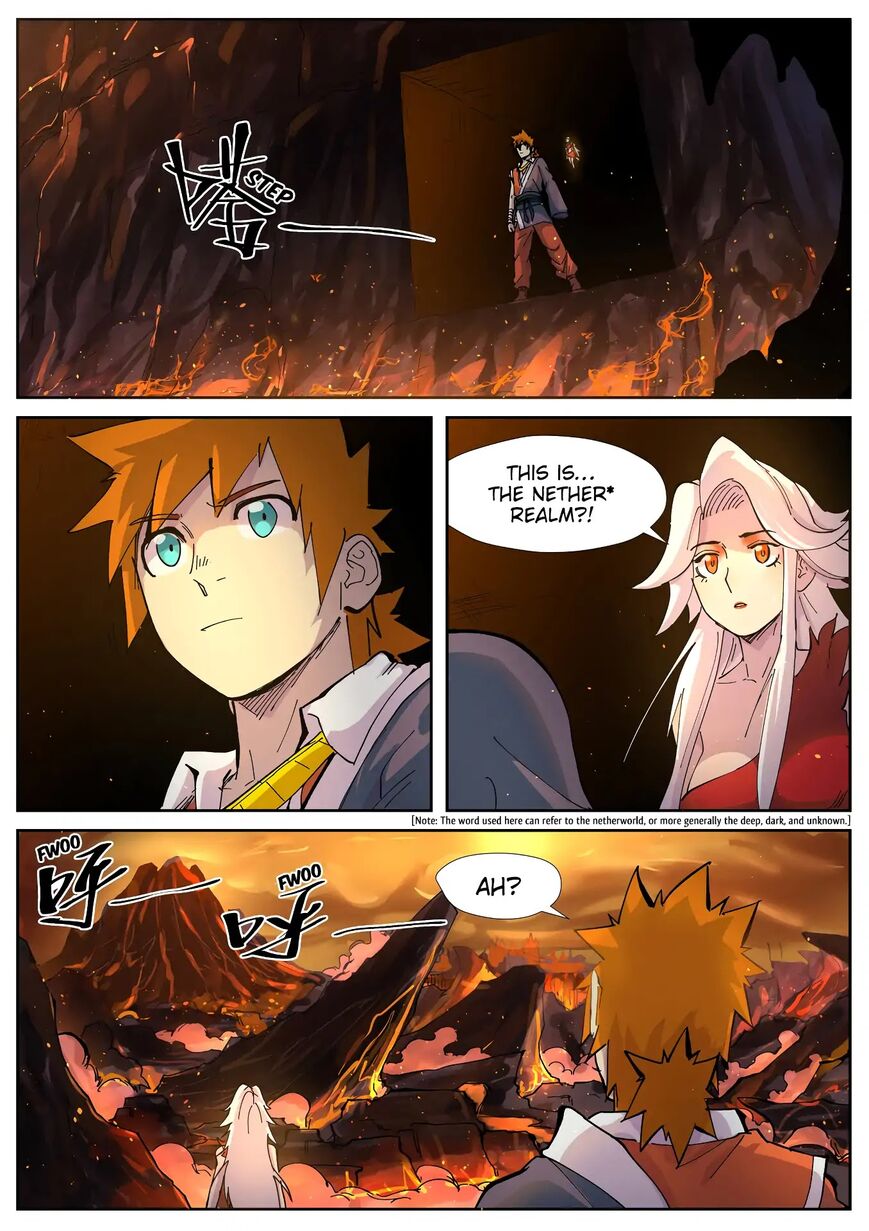 嗒
STEP
THIS IS...
THE NETHER*
REALM?!
[Note: The word used here can refer to the netherworld, or more generally the deep, dark, and unknown.]
FWOO
呼
FWOO
呼
AH?